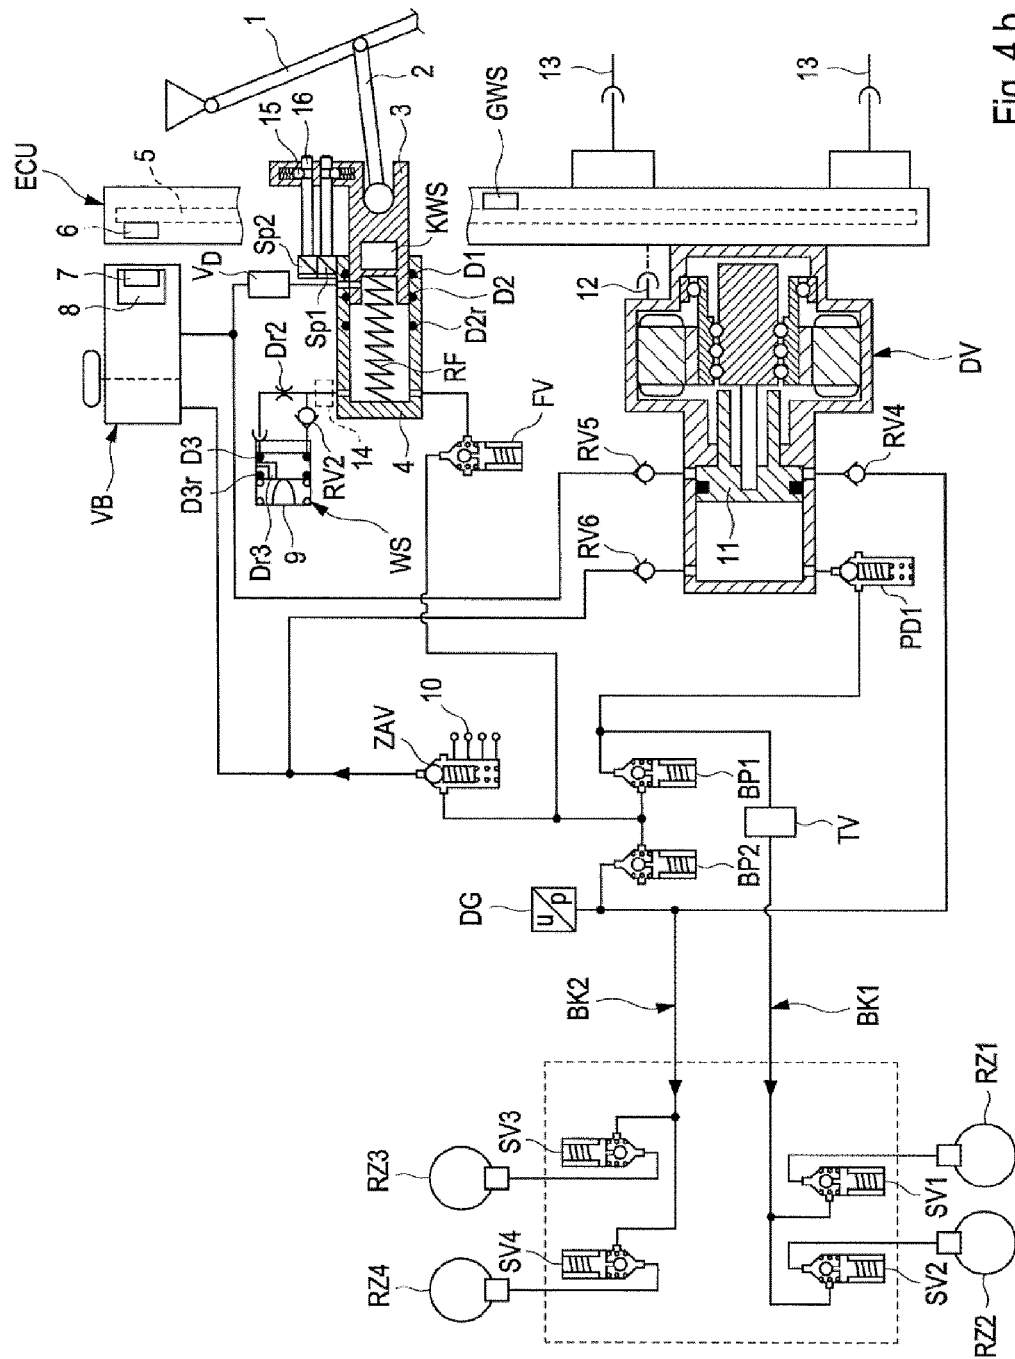 1
2
3
15
16
ECU
5
6
7
8
VB
VD
Sp2
Sp1
KWS
D1
D2
D2r
RF
4
Dr2
RV2
14
D3
D3r
Dr3
9
WS
FV
GWS
13
13
12
DV
RV5
RV4
RV6
11
PD1
ZAV
10
BP1
BP2
TV
DG
u
p
BK2
BK1
SV3
SV4
SV1
SV2
RZ3
RZ4
RZ1
RZ2
Fig. 4b